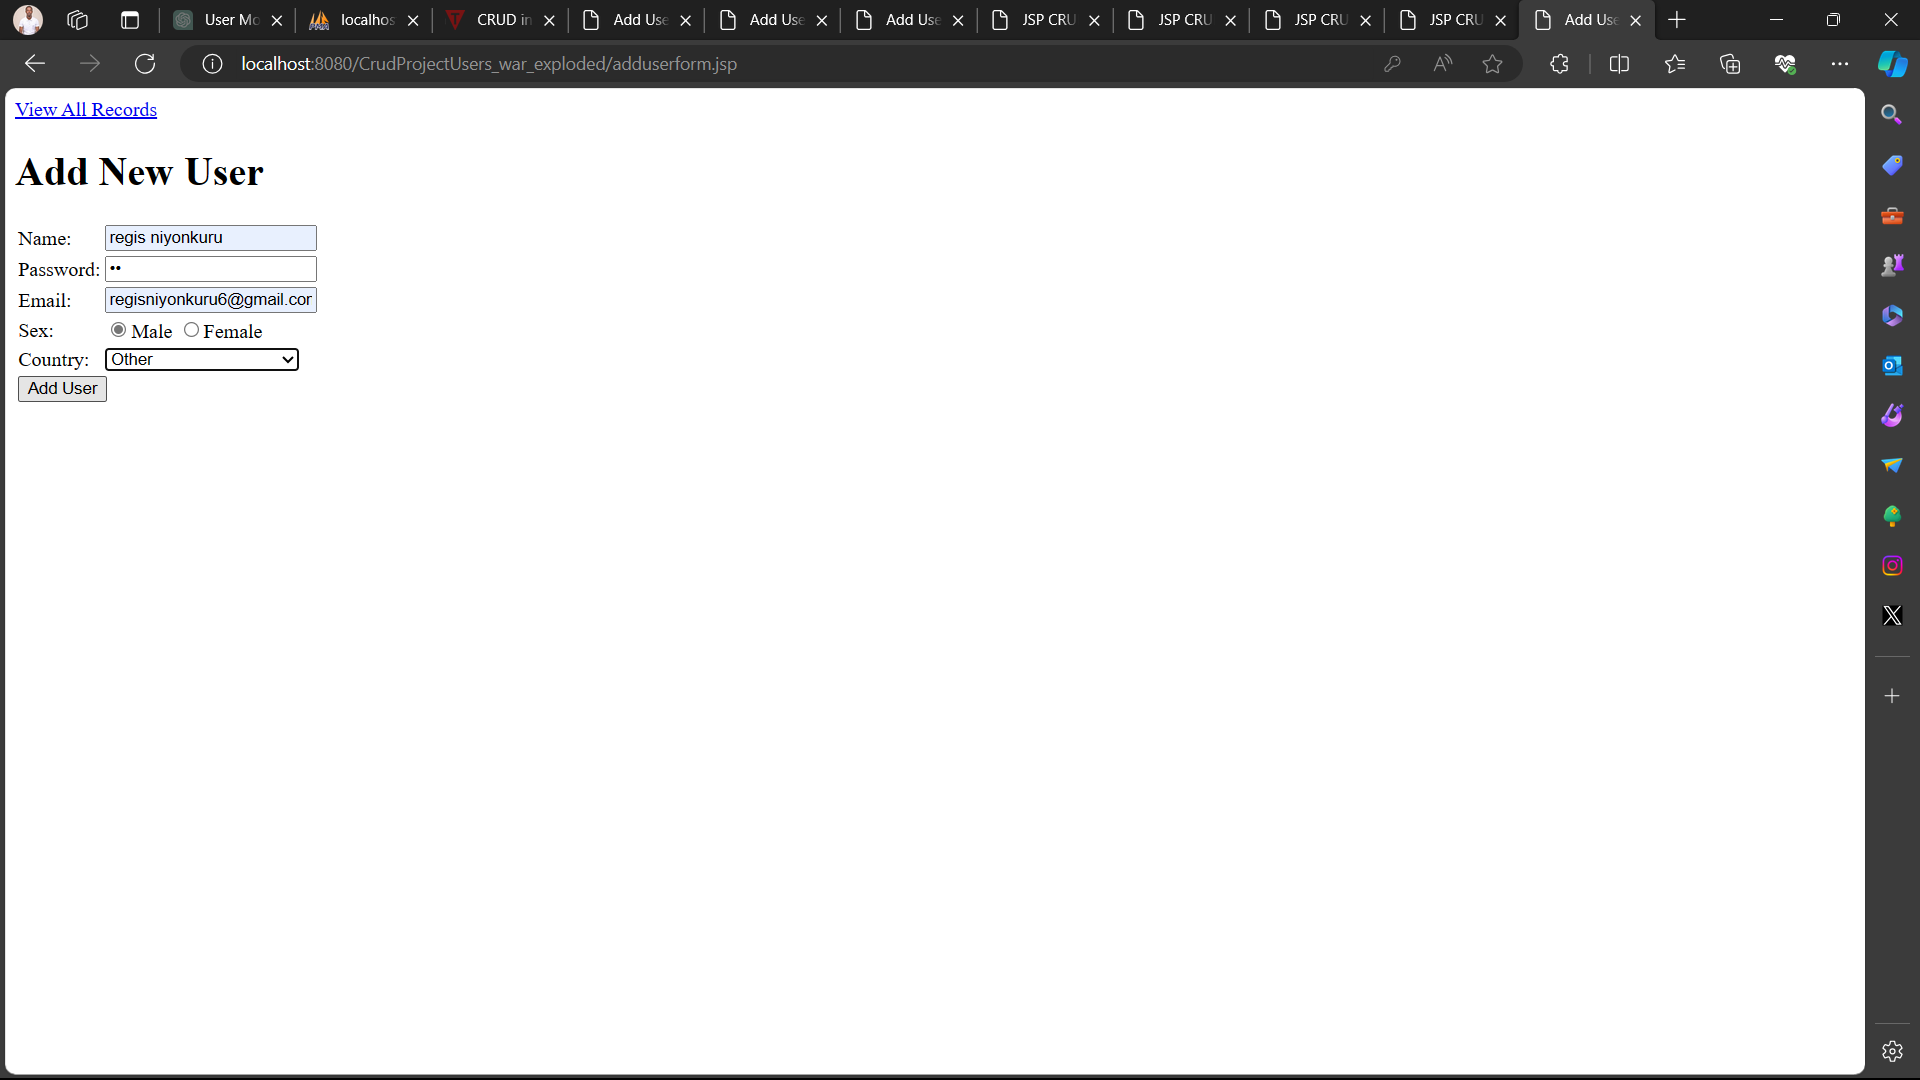 User Mo
localhos
CRUD in
Add Use
Add Use
Add Use
JSP CRU
JSP CRU
JSP CRU
JSP CRU
Add Use
localhost:8080/CrudProjectUsers_war_exploded/adduserform.jsp
View All Records
Add New User
Name: regis niyonkuru
Password: ••
Email: regisniyonkuru6@gmail.cor
Sex: Male Female
Country: Other
Add User